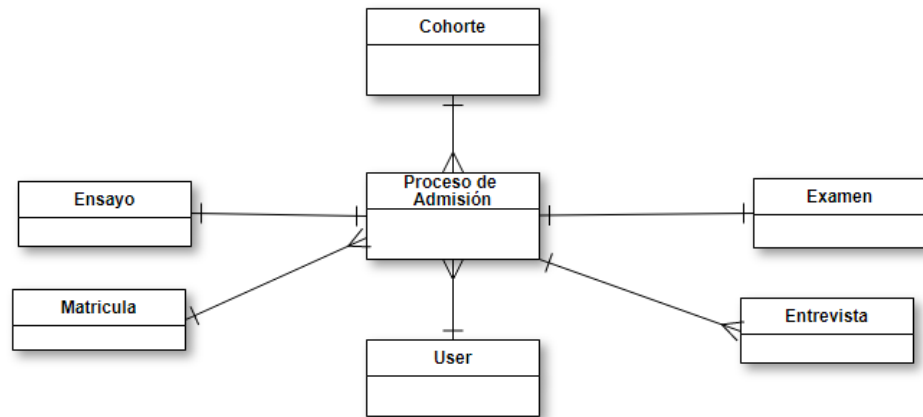 Cohorte
Proceso de
Admisión
Ensayo
Examen
Matricula
Entrevista
User